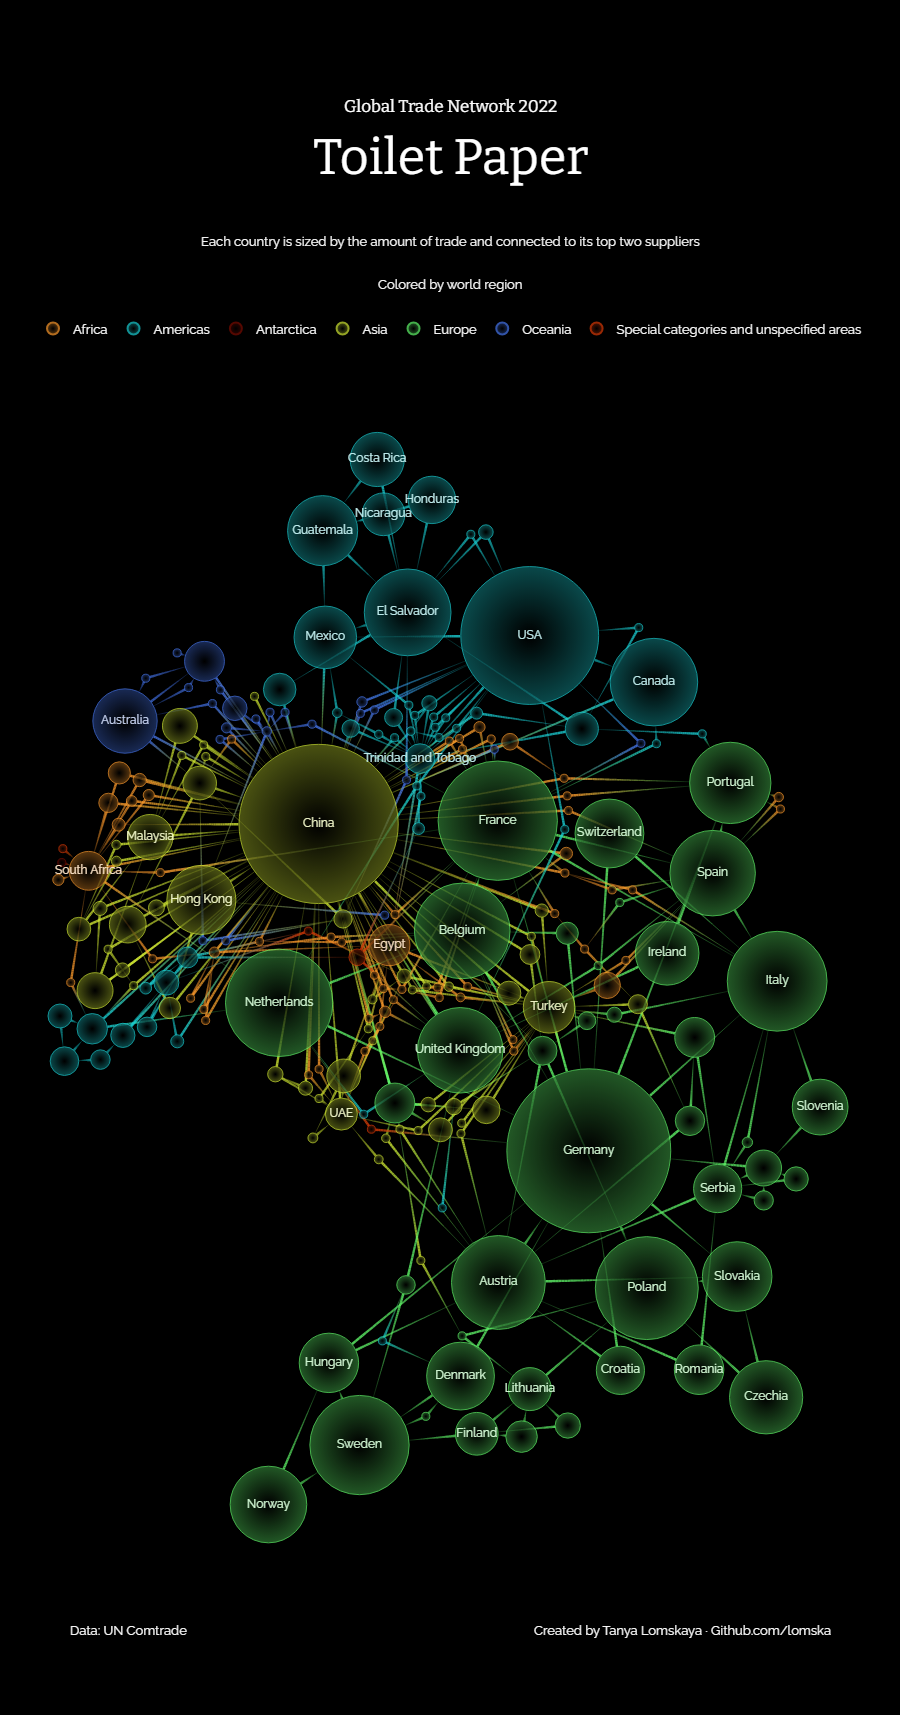 Global Trade Network 2022
Toilet Paper
Each country is sized by the amount of trade and connected to its top two suppliers
Colored by world region
Africa Americas Antarctica Asia Europe Oceania Special categories and unspecified areas
Costa Rica
Honduras
Nicaragua
Guatemala
El Salvador
Mexico
USA
Canada
Australia
Trinidad and Tobago
Portugal
China
France
Switzerland
Malaysia
South Africa
Spain
Hong Kong
Belgium
Egypt
Ireland
Italy
Netherlands
Turkey
United Kingdom
UAE
Slovenia
Germany
Serbia
Austria
Poland
Slovakia
Hungary
Denmark
Croatia
Romania
Lithuania
Czechia
Finland
Sweden
Norway
Data: UN Comtrade
Created by Tanya Lomskaya · Github.com/lomska